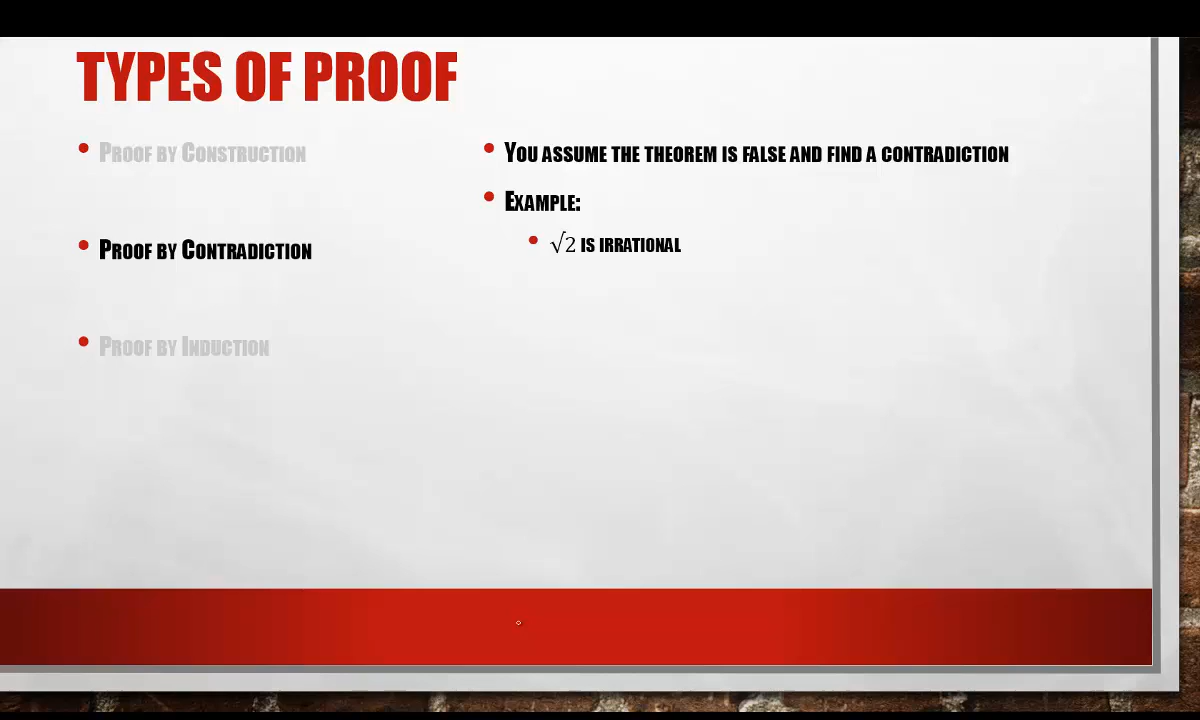 TYPES OF PROOF
• PROOF BY CONSTRUCTION
• PROOF BY CONTRADICTION
• PROOF BY INDUCTION
• YOU ASSUME THE THEOREM IS FALSE AND FIND A CONTRADICTION
• EXAMPLE:
• √2 IS IRRATIONAL